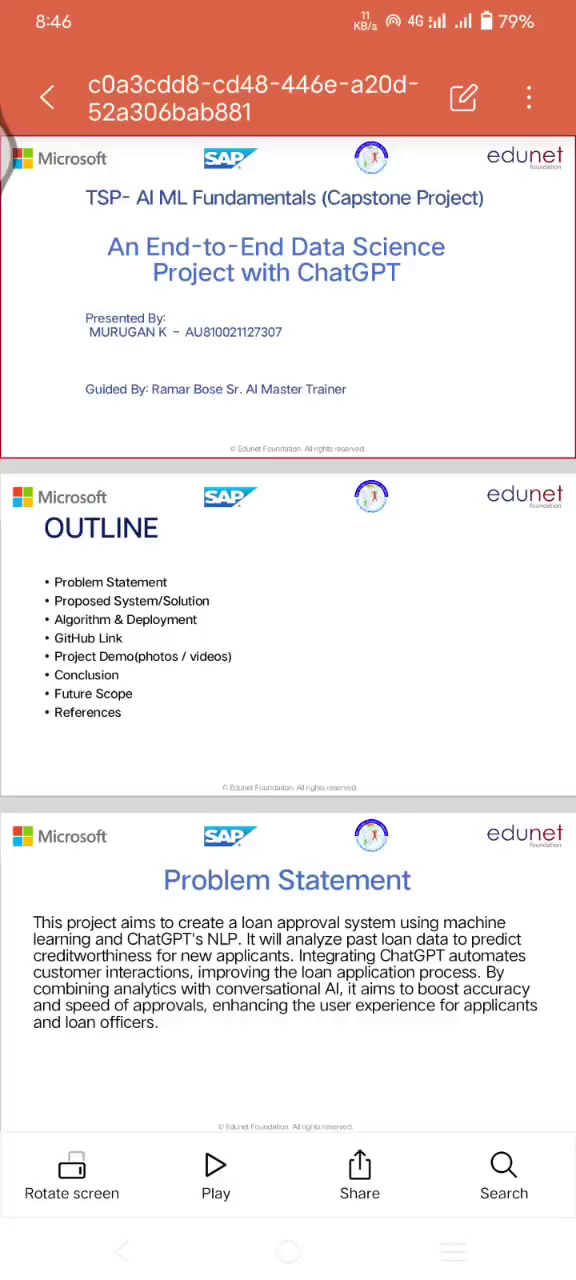 8:46
11
KB/s
4G
79%
c0a3cdd8-cd48-446e-a20d-
52a306bab881
Microsoft
SAP
edunet
foundation
TSP- AI ML Fundamentals (Capstone Project)
An End-to-End Data Science
Project with ChatGPT
Presented By:
MURUGAN K - AU810021127307
Guided By: Ramar Bose Sr. AI Master Trainer
© Edunet Foundation. All rights reserved.
Microsoft
SAP
edunet
foundation
OUTLINE
• Problem Statement
• Proposed System/Solution
• Algorithm & Deployment
• GitHub Link
• Project Demo(photos / videos)
• Conclusion
• Future Scope
• References
© Edunet Foundation. All rights reserved.
Microsoft
SAP
edunet
foundation
Problem Statement
This project aims to create a loan approval system using machine
learning and ChatGPT's NLP. It will analyze past loan data to predict
creditworthiness for new applicants. Integrating ChatGPT automates
customer interactions, improving the loan application process. By
combining analytics with conversational AI, it aims to boost accuracy
and speed of approvals, enhancing the user experience for applicants
and loan officers.
© Edunet Foundation. All rights reserved.
Rotate screen
Play
Share
Search